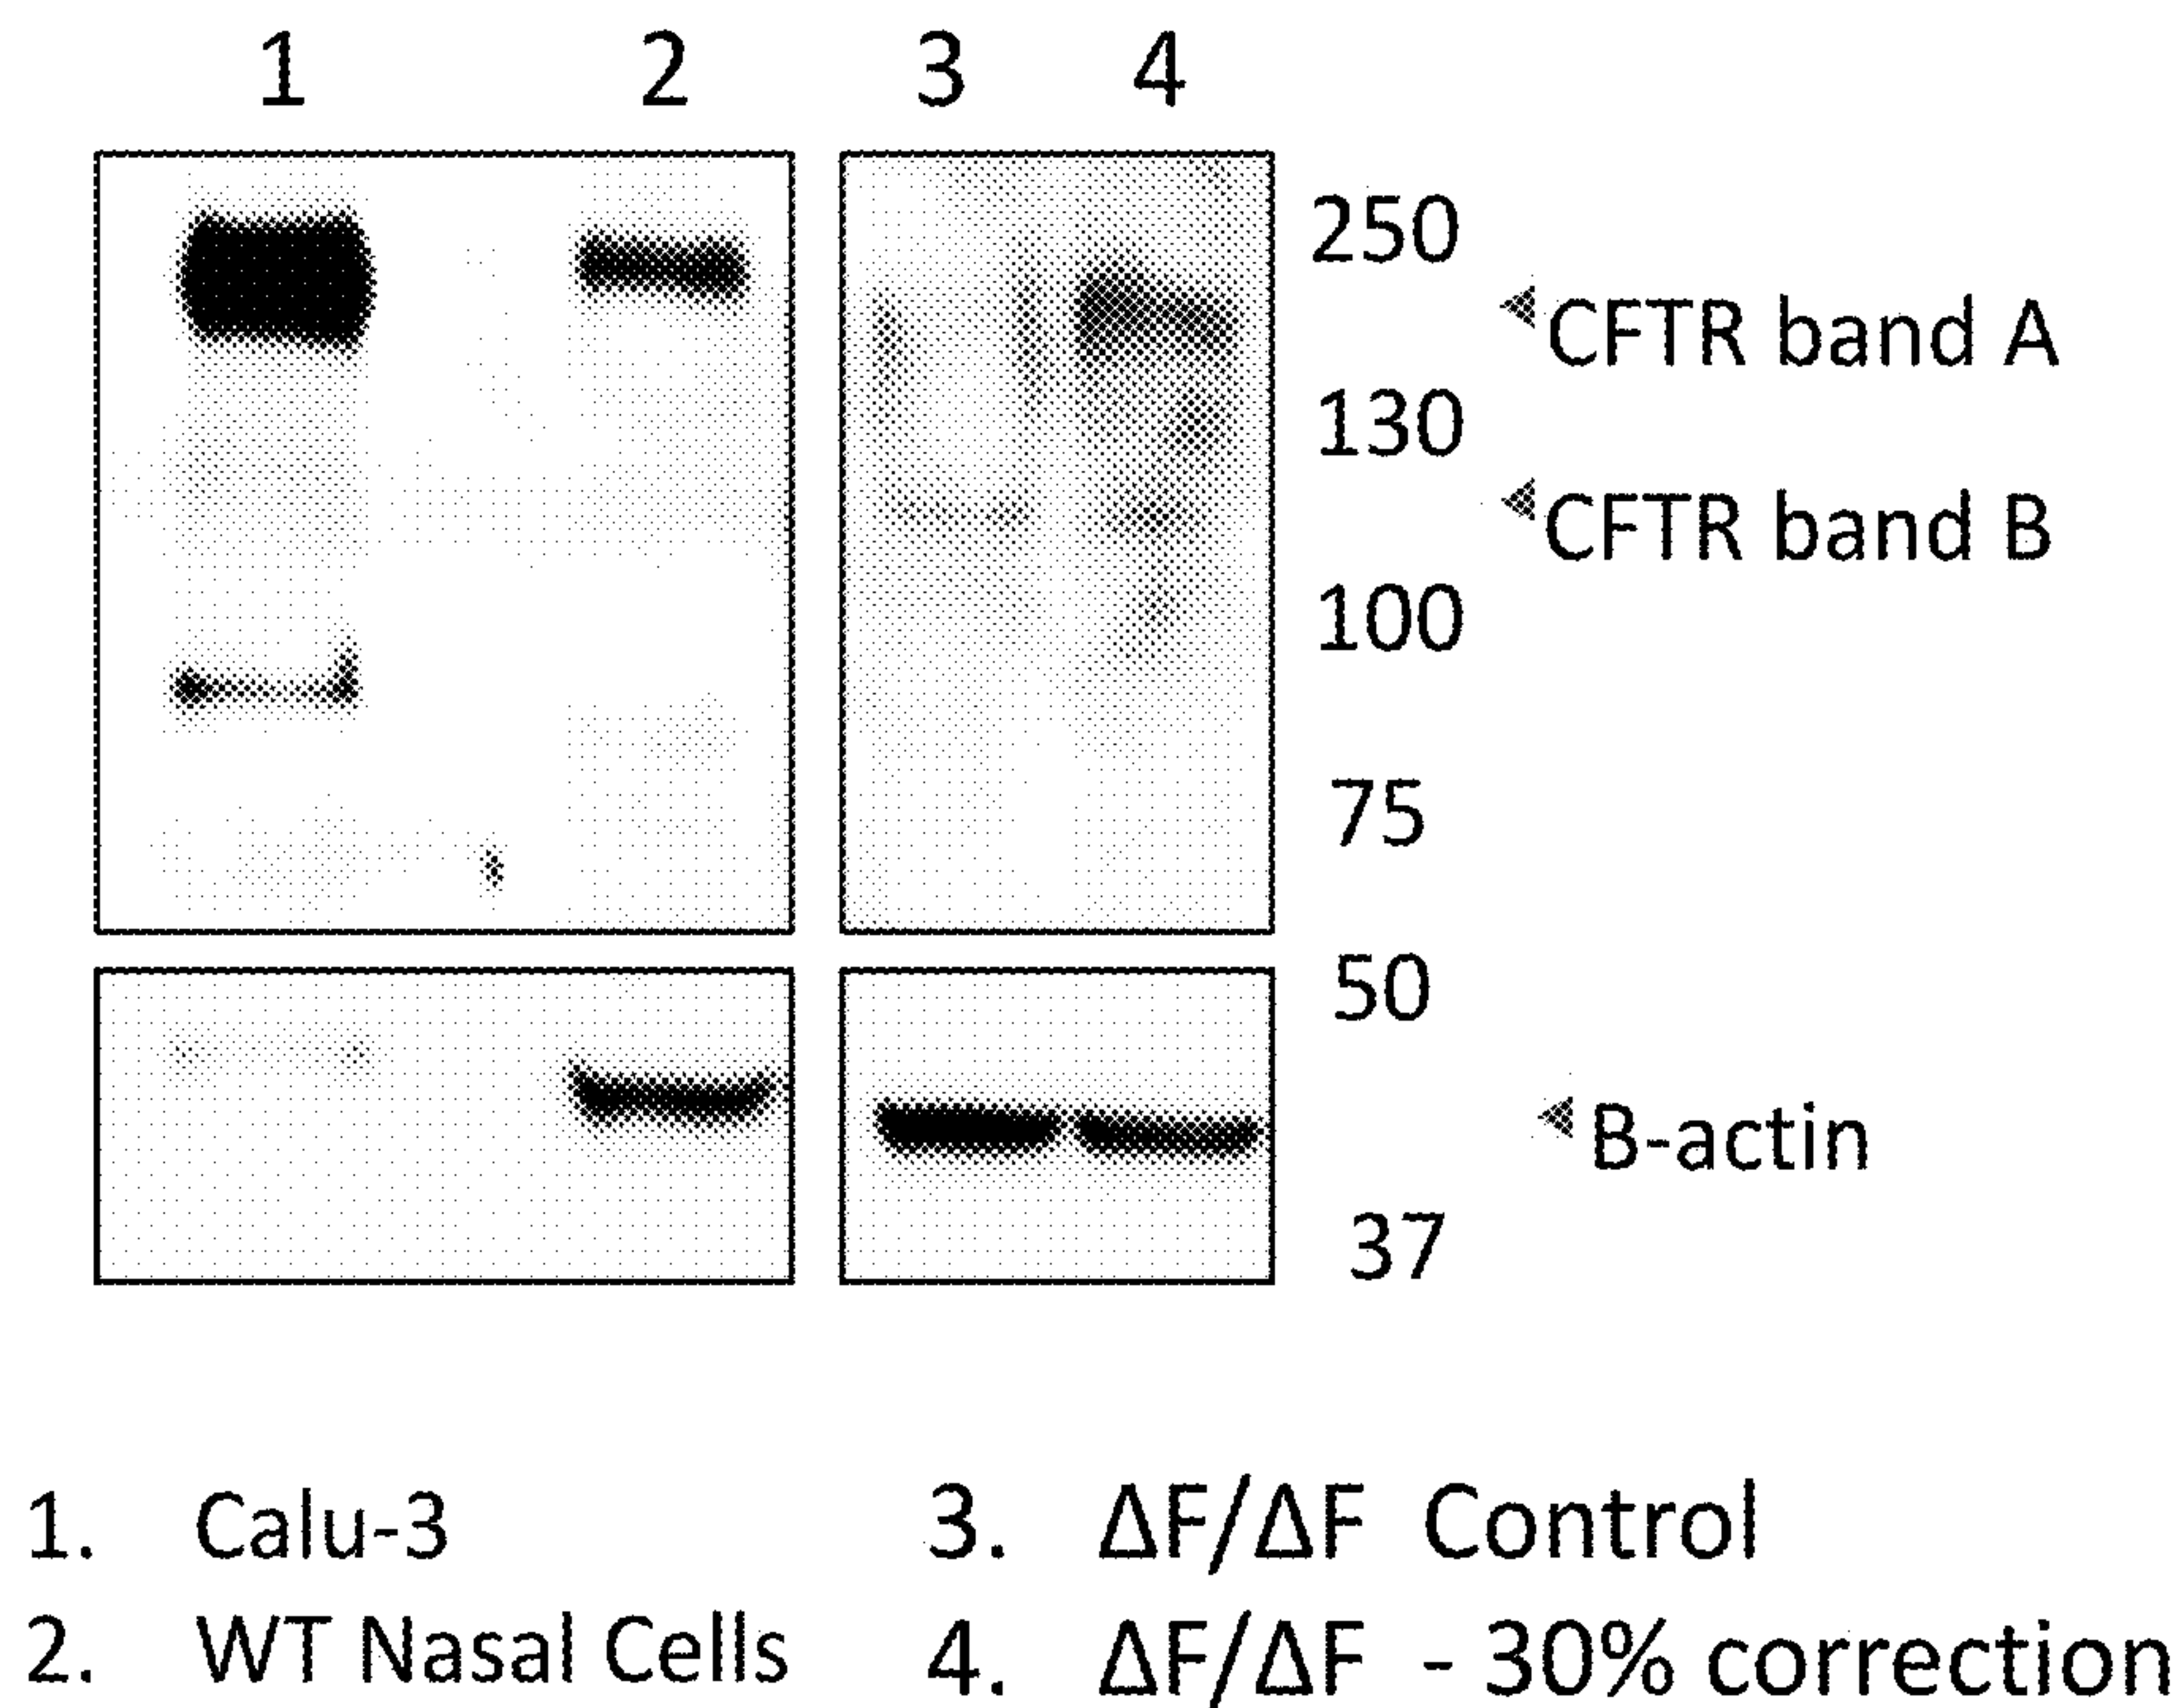 1 2 3 4
250
CFTR band A
130
CFTR band B
100
75
50
B-actin
37
1. Calu-3
2. WT Nasal Cells
3. ΔF/ΔF Control
4. ΔF/ΔF - 30% correction